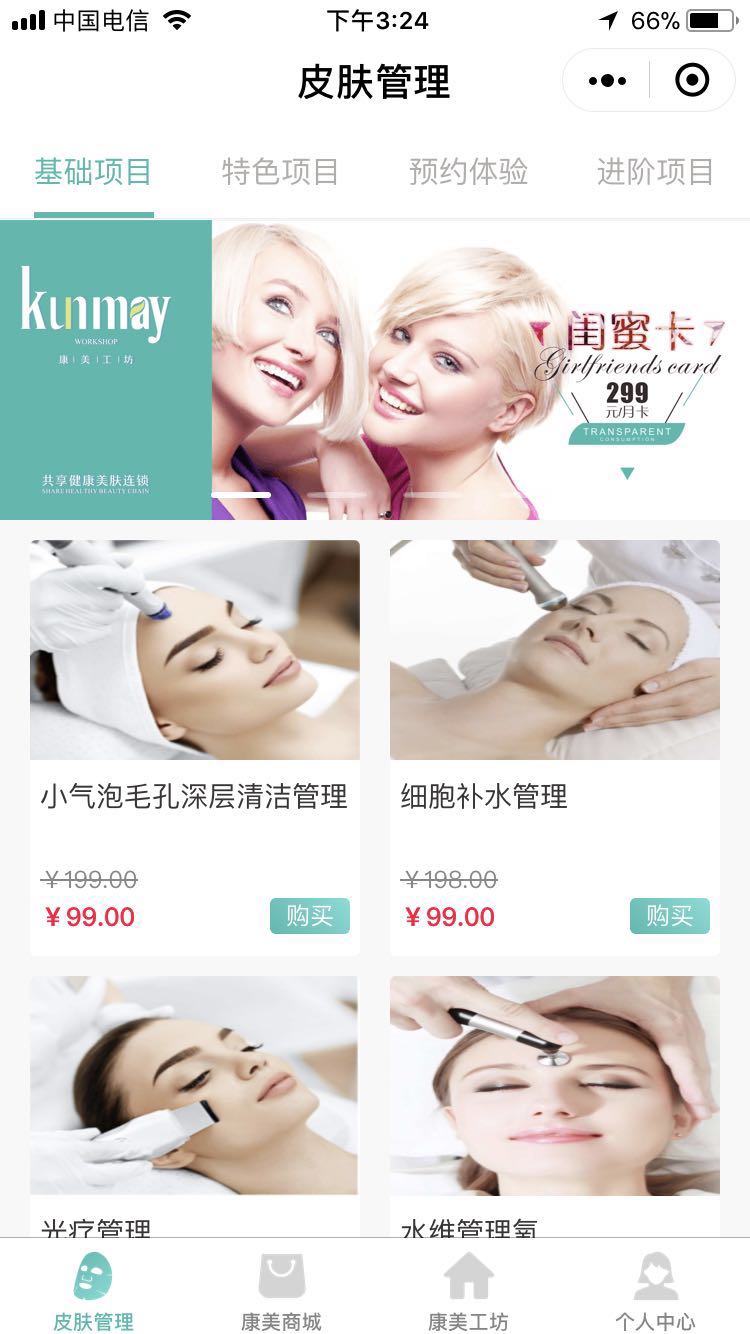 中国电信
下午3:24
66%
皮肤管理
基础项目
特色项目
预约体验
进阶项目
kunmay
WORKSHOP
康 | 美 | 工 | 坊
共享健康美肤连锁
SHARE HEALTHY BEAUTY CHAIN
闺蜜卡
Girlfriends card
299
元/月卡
TRANSPARENT
CONSUMPTION
小气泡毛孔深层清洁管理
¥199.00
¥99.00
购买
细胞补水管理
¥198.00
¥99.00
购买
光疗管理
水维管理氧
皮肤管理
康美商城
康美工坊
个人中心